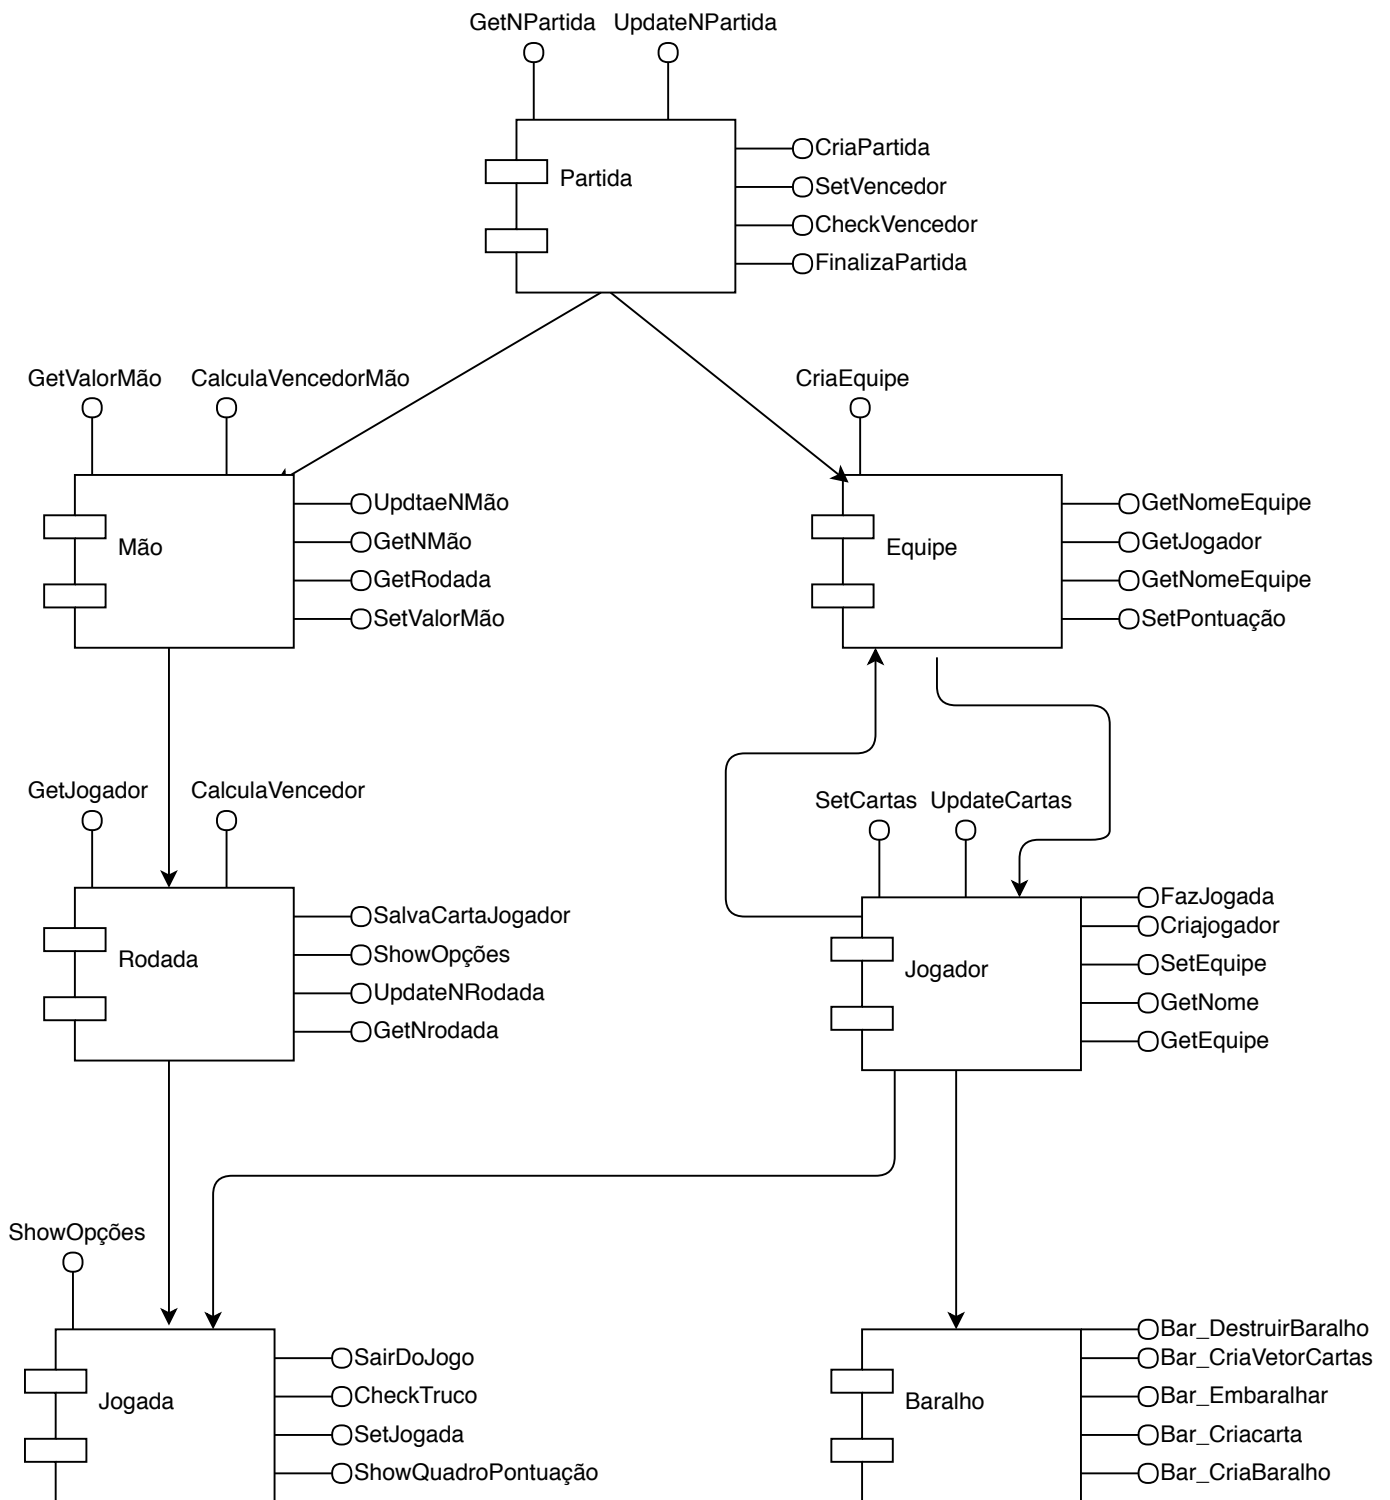 GetNPartida UpdateNPartida
CriaPartida
Partida
SetVencedor
CheckVencedor
FinalizaPartida
GetValorMão CalculaVencedorMão
CriaEquipe
UpdtaeNMão
GetNMão
Mão
GetRodada
SetValorMão
GetNomeEquipe
GetJogador
Equipe
GetNomeEquipe
SetPontuação
GetJogador CalculaVencedor
SetCartas UpdateCartas
SalvaCartaJogador
ShowOpções
Rodada
UpdateNRodada
GetNrodada
FazJogada
Criajogador
SetEquipe
Jogador
GetNome
GetEquipe
ShowOpções
SairDoJogo
CheckTruco
Jogada
SetJogada
ShowQuadroPontuação
Bar_DestruirBaralho
Bar_CriaVetorCartas
Bar_Embaralhar
Baralho
Bar_Criacarta
Bar_CriaBaralho